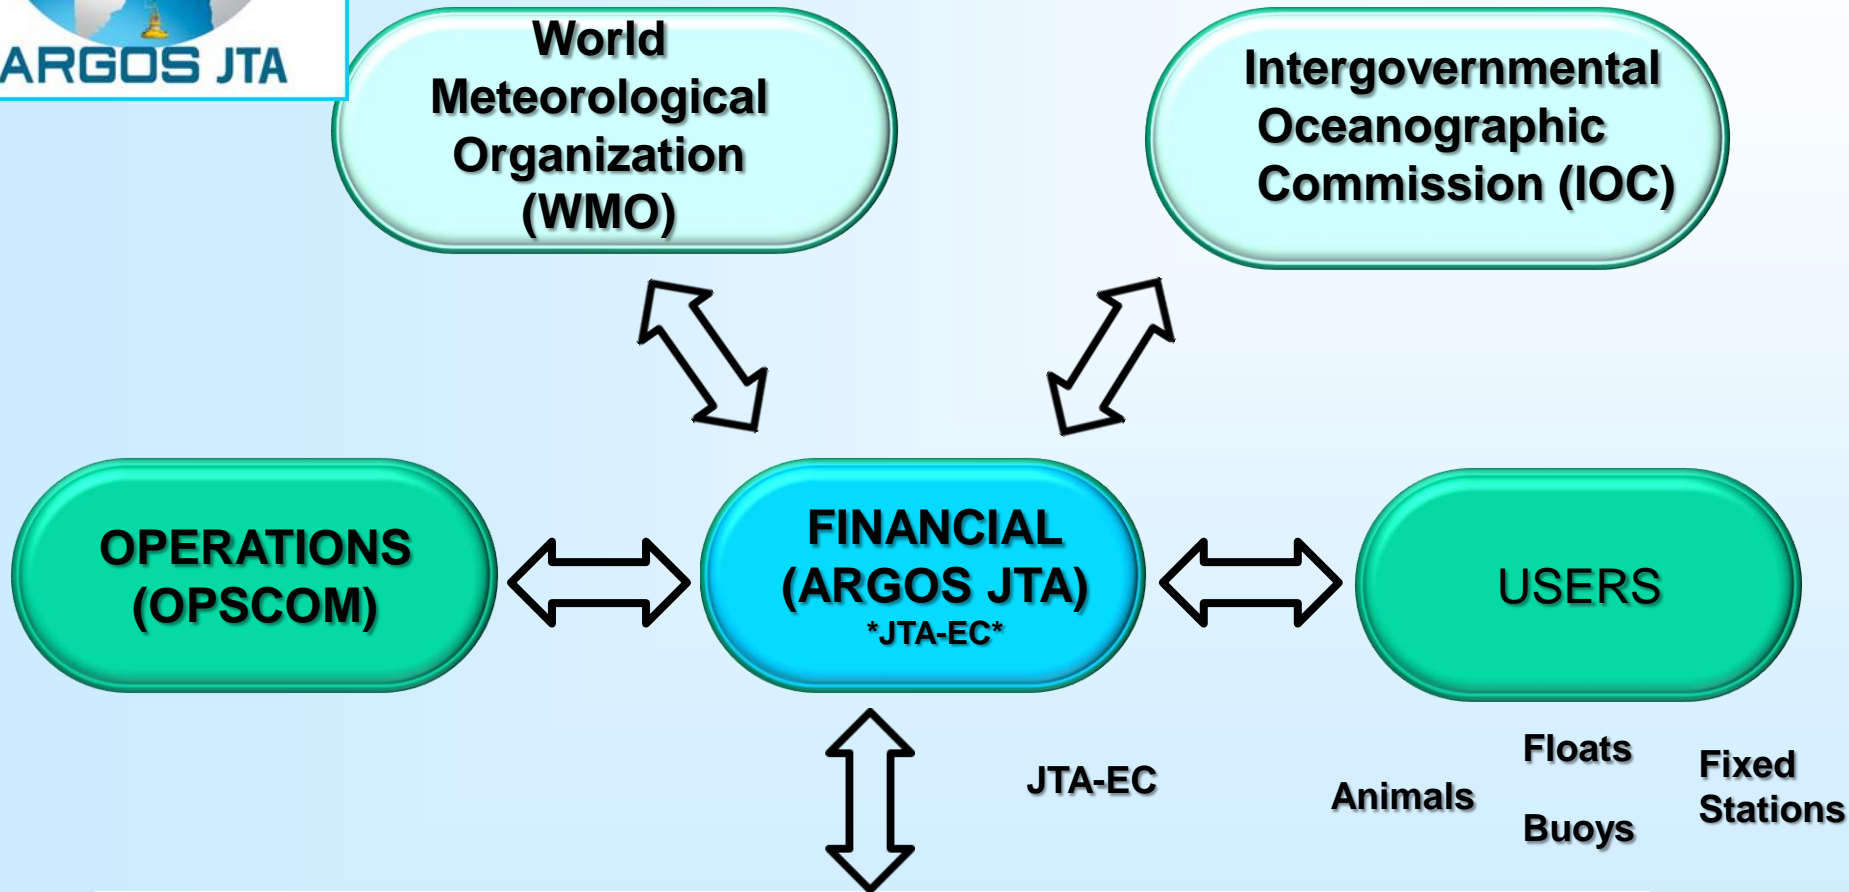 ARGOS JTA
World
Meteorological
Organization
(WMO)
Intergovernmental
Oceanographic
Commission (IOC)
OPERATIONS
(OPSCOM)
FINANCIAL
(ARGOS JTA)
*JTA-EC*
USERS
JTA-EC
Animals
Floats
Buoys
Fixed
Stations